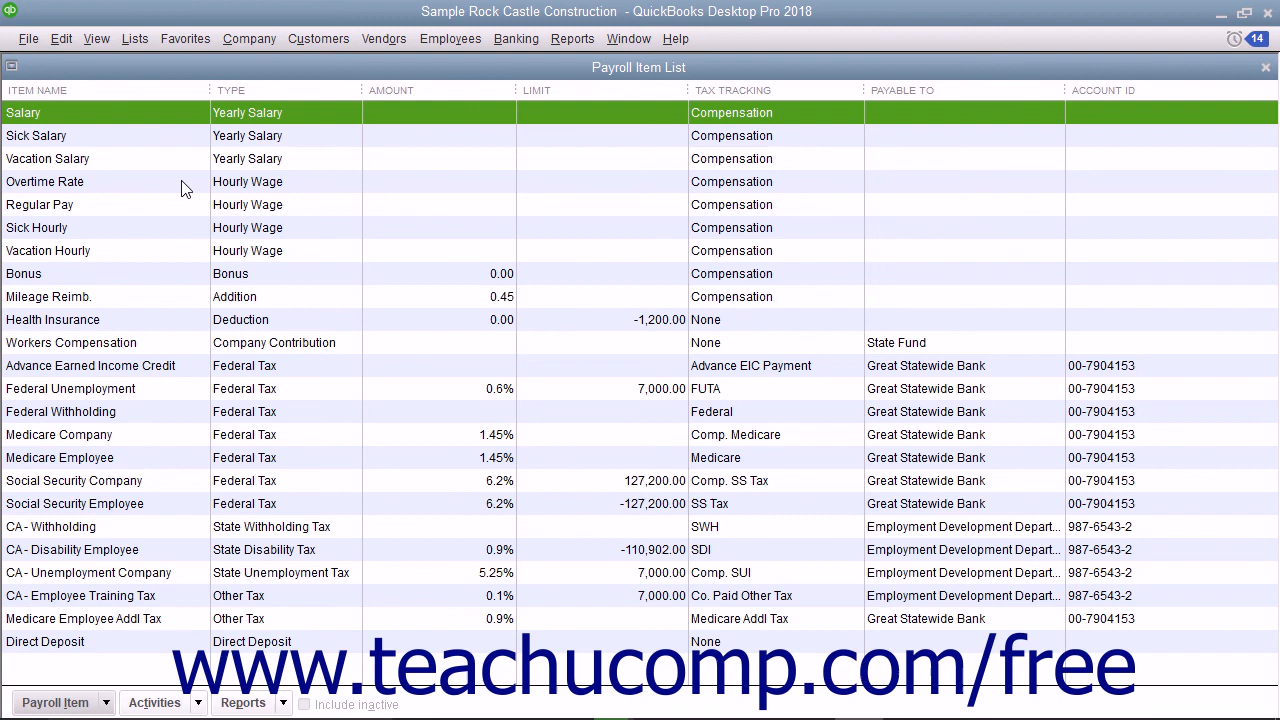 Sample Rock Castle Construction - QuickBooks Desktop Pro 2018
File Edit View Lists Favorites Company Customers Vendors Employees Banking Reports Window Help 14
Payroll Item List
ITEM NAME TYPE AMOUNT LIMIT TAX TRACKING PAYABLE TO ACCOUNT ID
Salary Yearly Salary Compensation
Sick Salary Yearly Salary Compensation
Vacation Salary Yearly Salary Compensation
Overtime Rate Hourly Wage Compensation
Regular Pay Hourly Wage Compensation
Sick Hourly Hourly Wage Compensation
Vacation Hourly Hourly Wage Compensation
Bonus Bonus 0.00 Compensation
Mileage Reimb. Addition 0.45 Compensation
Health Insurance Deduction 0.00 -1,200.00 None
Workers Compensation Company Contribution None State Fund
Advance Earned Income Credit Federal Tax Advance EIC Payment Great Statewide Bank 00-7904153
Federal Unemployment Federal Tax 0.6% 7,000.00 FUTA Great Statewide Bank 00-7904153
Federal Withholding Federal Tax Federal Great Statewide Bank 00-7904153
Medicare Company Federal Tax 1.45% Comp. Medicare Great Statewide Bank 00-7904153
Medicare Employee Federal Tax 1.45% Medicare Great Statewide Bank 00-7904153
Social Security Company Federal Tax 6.2% 127,200.00 Comp. SS Tax Great Statewide Bank 00-7904153
Social Security Employee Federal Tax 6.2% -127,200.00 SS Tax Great Statewide Bank 00-7904153
CA - Withholding State Withholding Tax SWH Employment Development Depart... 987-6543-2
CA - Disability Employee State Disability Tax 0.9% -110,902.00 SDI Employment Development Depart... 987-6543-2
CA - Unemployment Company State Unemployment Tax 5.25% 7,000.00 Comp. SUI Employment Development Depart... 987-6543-2
CA - Employee Training Tax Other Tax 0.1% 7,000.00 Co. Paid Other Tax Employment Development Depart... 987-6543-2
Medicare Employee Addl Tax Other Tax 0.9% Medicare Addl Tax Great Statewide Bank 00-7904153
Direct Deposit Direct Deposit None
www.teachucomp.com/free
Payroll Item Activities Reports Include inactive